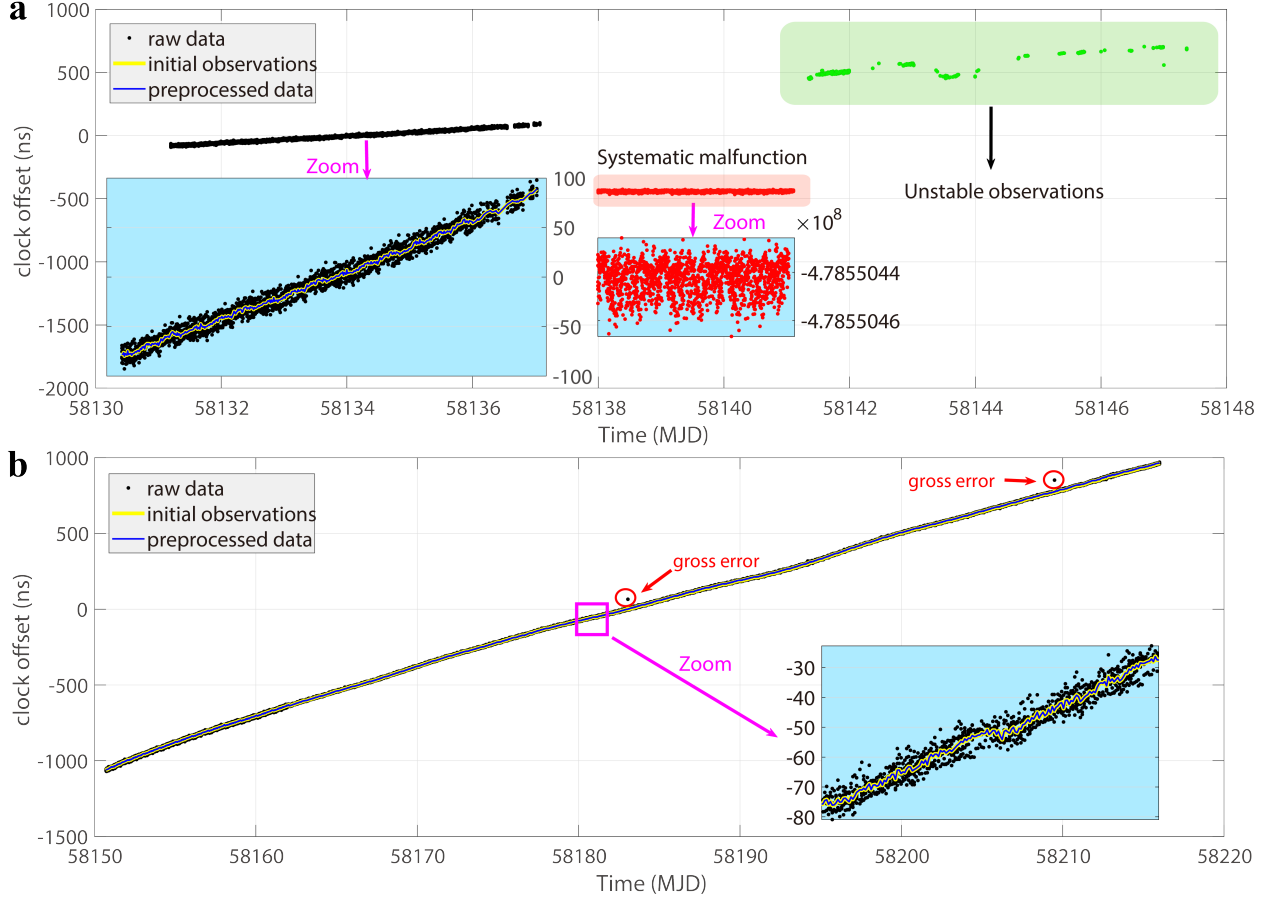 a
1000
500
0
-500
-1000
-1500
-2000
clock offset (ns)
raw data
initial observations
preprocessed data
Zoom
100
50
0
-50
-100
Systematic malfunction
Zoom
×10⁸
-4.7855044
-4.7855046
Unstable observations
58130
58132
58134
58136
58138
58140
58142
58144
58146
58148
Time (MJD)
b
1000
500
0
-500
-1000
-1500
clock offset (ns)
raw data
initial observations
preprocessed data
gross error
gross error
Zoom
-30
-40
-50
-60
-70
-80
58150
58160
58170
58180
58190
58200
58210
58220
Time (MJD)